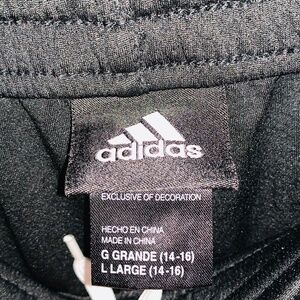 adidas
EXCLUSIVE OF DECORATION
HECHO EN CHINA
MADE IN CHINA
G GRANDE (14-16)
L LARGE (14-16)